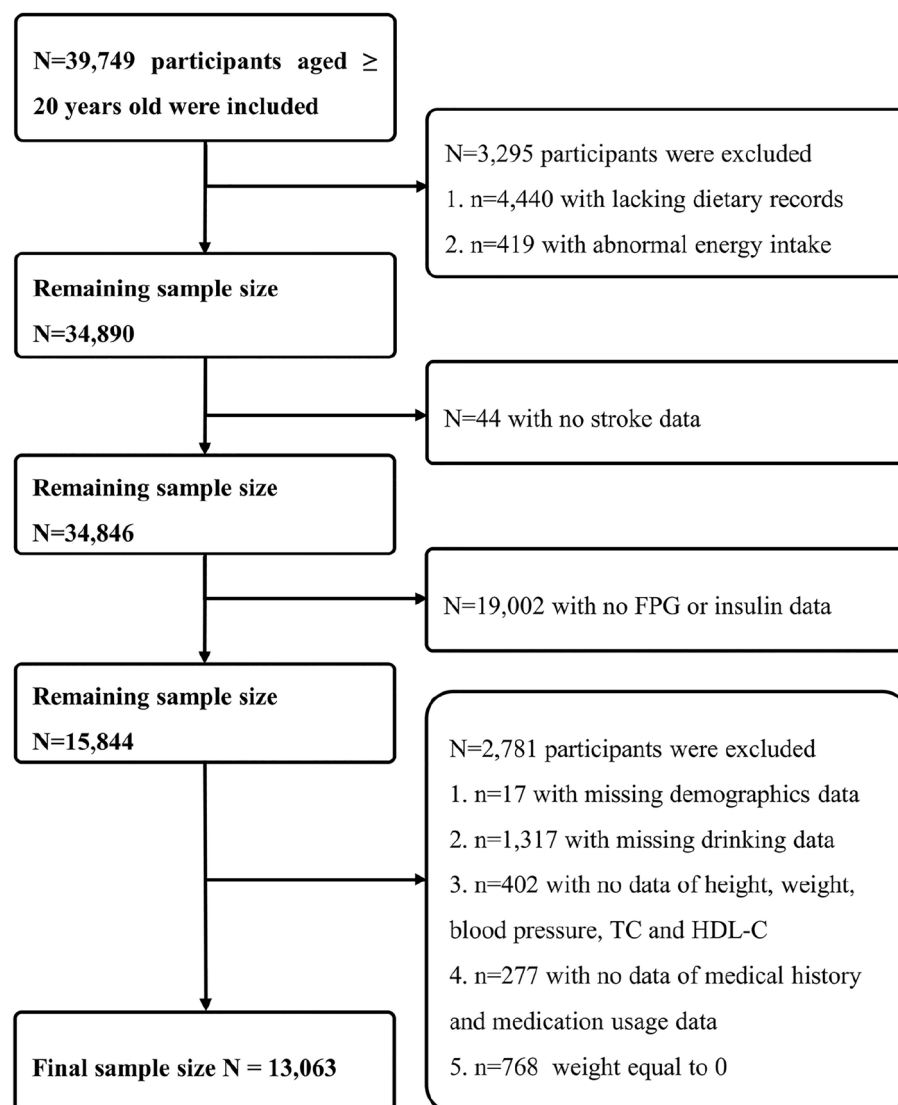 N=39,749 participants aged ≥
20 years old were included
N=3,295 participants were excluded
1. n=4,440 with lacking dietary records
2. n=419 with abnormal energy intake
Remaining sample size
N=34,890
N=44 with no stroke data
Remaining sample size
N=34,846
N=19,002 with no FPG or insulin data
Remaining sample size
N=15,844
N=2,781 participants were excluded
1. n=17 with missing demographics data
2. n=1,317 with missing drinking data
3. n=402 with no data of height, weight,
blood pressure, TC and HDL-C
4. n=277 with no data of medical history
and medication usage data
5. n=768 weight equal to 0
Final sample size N = 13,063